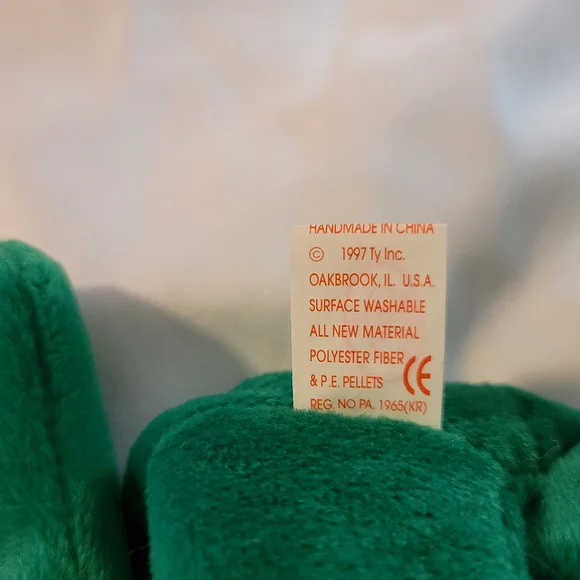 HANDMADE IN CHINA
© 1997 Ty Inc.
OAKBROOK, IL. U.S.A.
SURFACE WASHABLE
ALL NEW MATERIAL
POLYESTER FIBER
& P.E. PELLETS CE
REG. NO PA. 1965(KR)